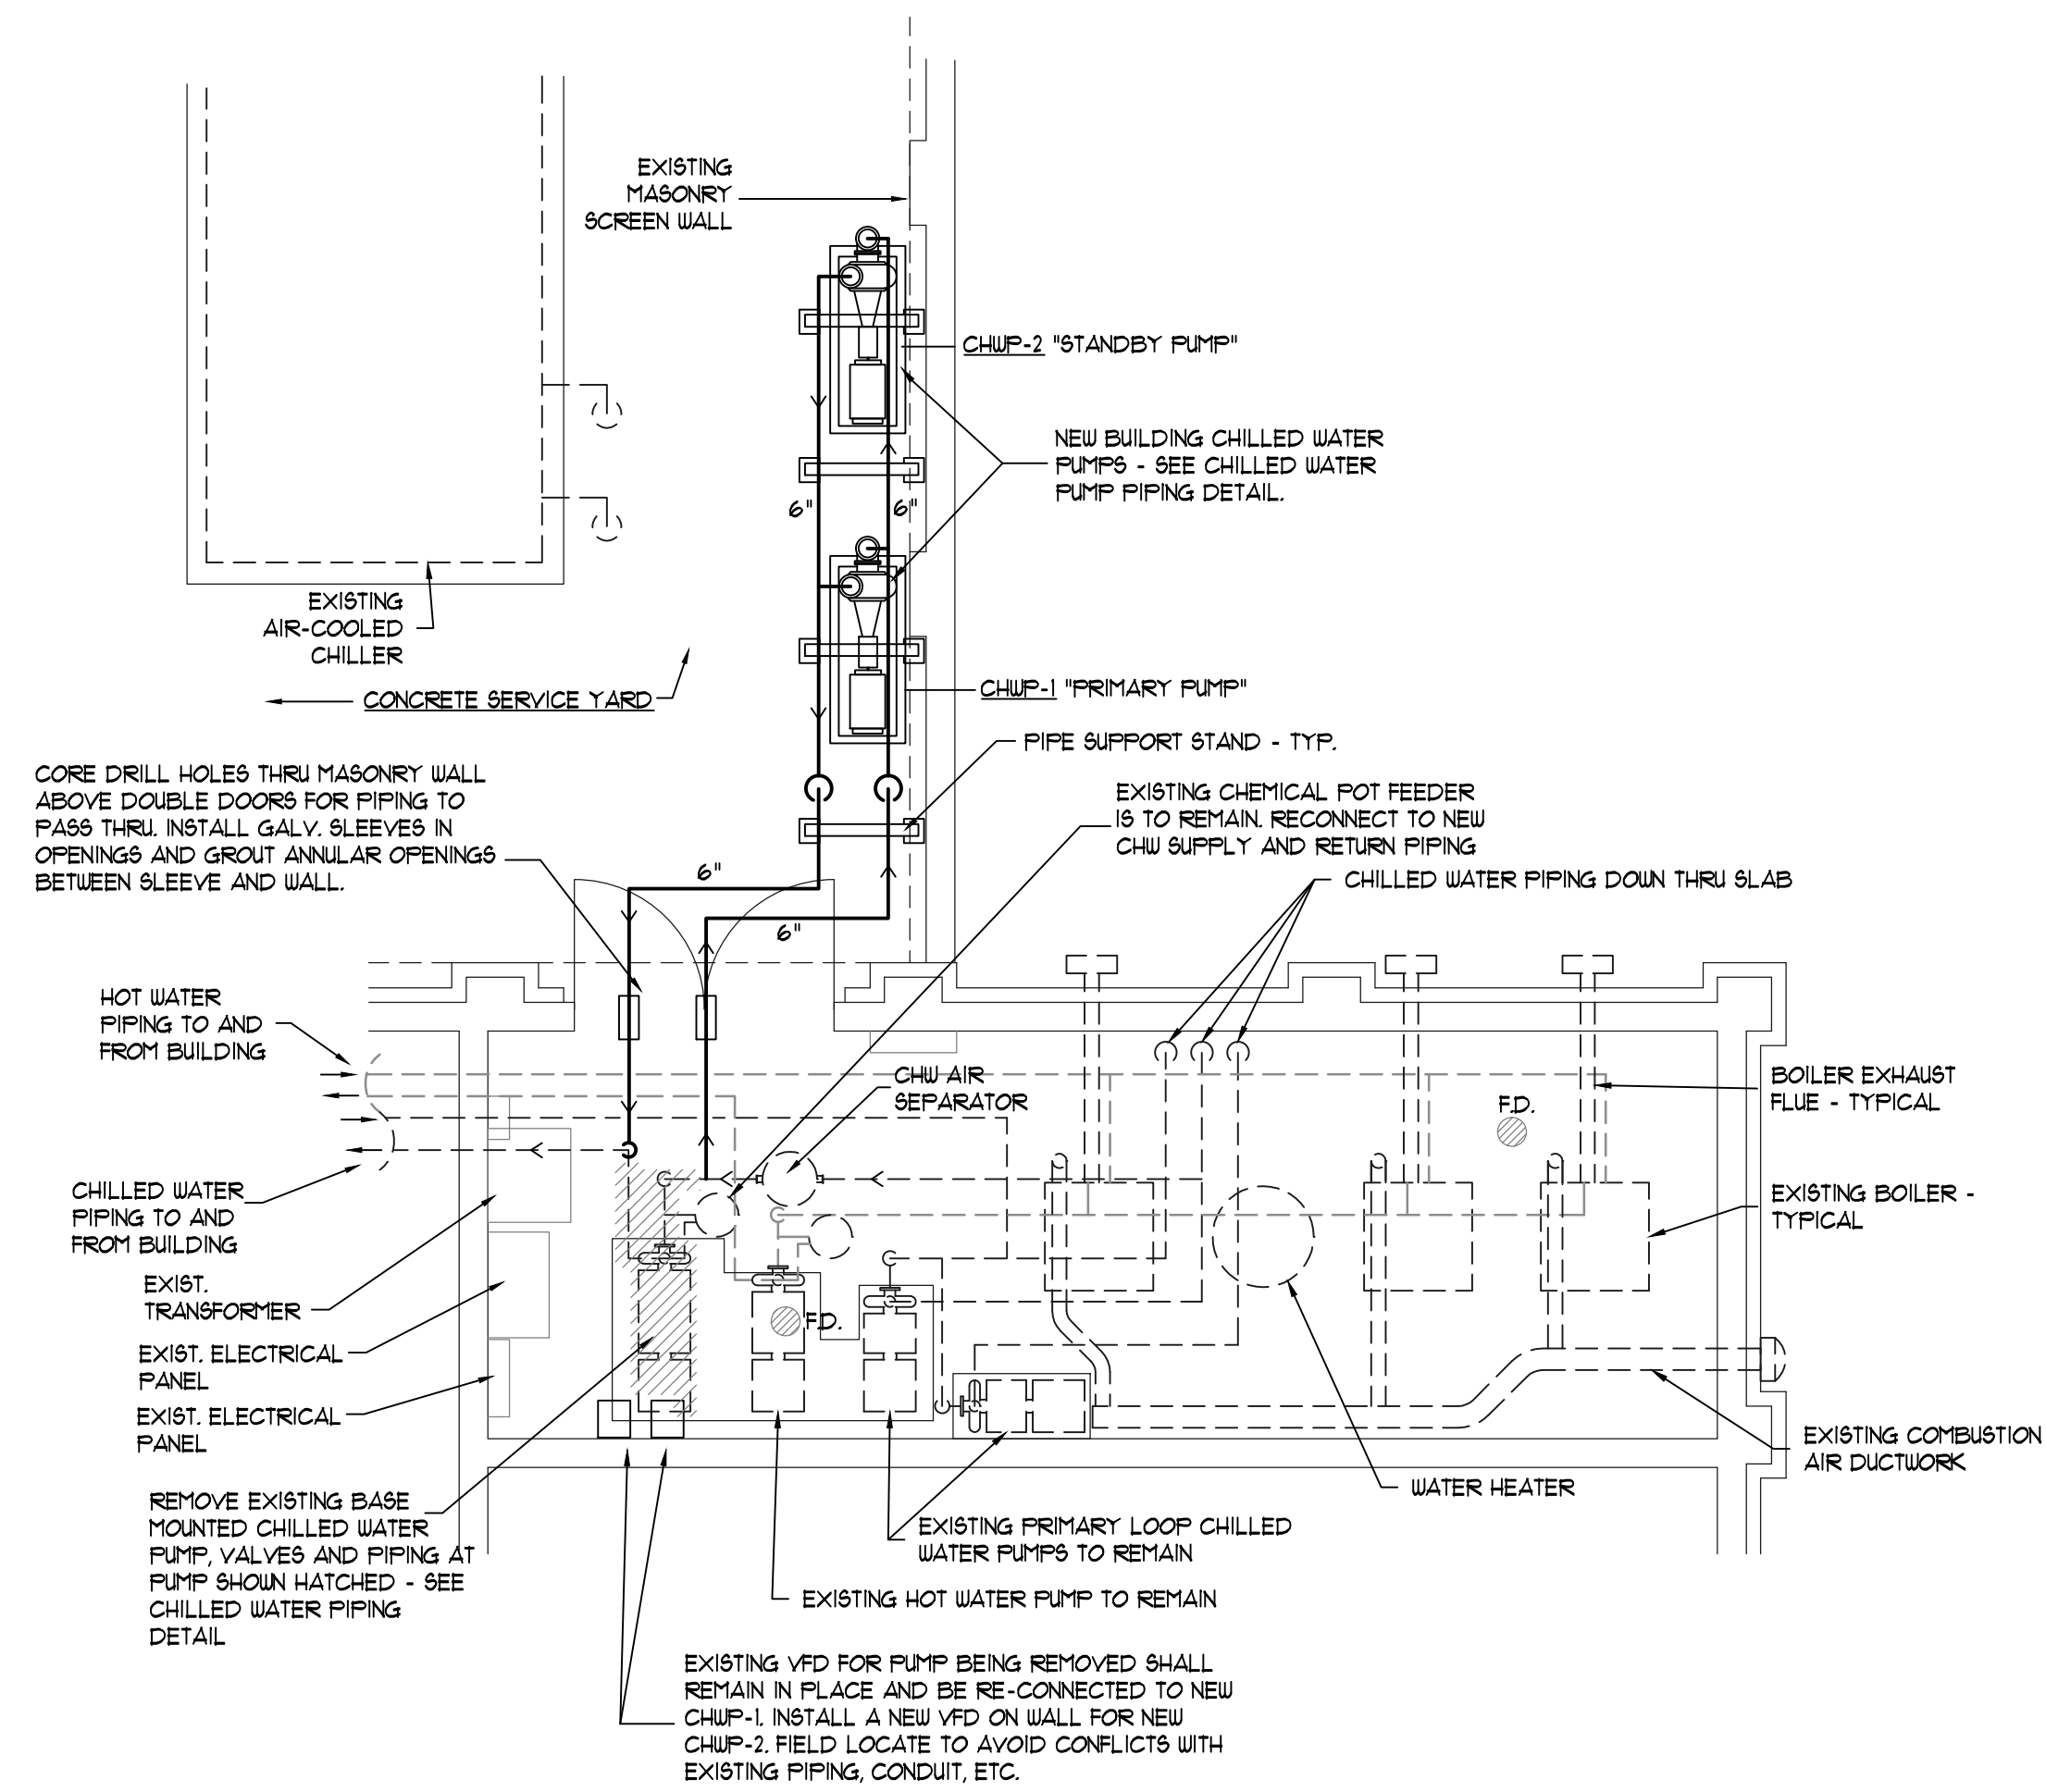 EXISTING
MASONRY
SCREEN WALL
CHWP-2 "STANDBY PUMP"
NEW BUILDING CHILLED WATER
PUMPS - SEE CHILLED WATER
PUMP PIPING DETAIL.
6"
6"
EXISTING
AIR-COOLED
CHILLER
CONCRETE SERVICE YARD
CHWP-1 "PRIMARY PUMP"
PIPE SUPPORT STAND - TYP.
CORE DRILL HOLES THRU MASONRY WALL
ABOVE DOUBLE DOORS FOR PIPING TO
PASS THRU. INSTALL GALV. SLEEVES IN
OPENINGS AND GROUT ANNULAR OPENINGS
BETWEEN SLEEVE AND WALL.
EXISTING CHEMICAL POT FEEDER
IS TO REMAIN. RECONNECT TO NEW
CHW SUPPLY AND RETURN PIPING
CHILLED WATER PIPING DOWN THRU SLAB
6"
6"
HOT WATER
PIPING TO AND
FROM BUILDING
CHW AIR
SEPARATOR
F.D.
BOILER EXHAUST
FLUE - TYPICAL
CHILLED WATER
PIPING TO AND
FROM BUILDING
EXISTING BOILER -
TYPICAL
EXIST.
TRANSFORMER
F.D.
EXIST. ELECTRICAL
PANEL
EXIST. ELECTRICAL
PANEL
EXISTING COMBUSTION
AIR DUCTWORK
WATER HEATER
REMOVE EXISTING BASE
MOUNTED CHILLED WATER
PUMP, VALVES AND PIPING AT
PUMP SHOWN HATCHED - SEE
CHILLED WATER PIPING
DETAIL
EXISTING PRIMARY LOOP CHILLED
WATER PUMPS TO REMAIN
EXISTING HOT WATER PUMP TO REMAIN
EXISTING VFD FOR PUMP BEING REMOVED SHALL
REMAIN IN PLACE AND BE RE-CONNECTED TO NEW
CHWP-1. INSTALL A NEW VFD ON WALL FOR NEW
CHWP-2. FIELD LOCATE TO AVOID CONFLICTS WITH
EXISTING PIPING, CONDUIT, ETC.